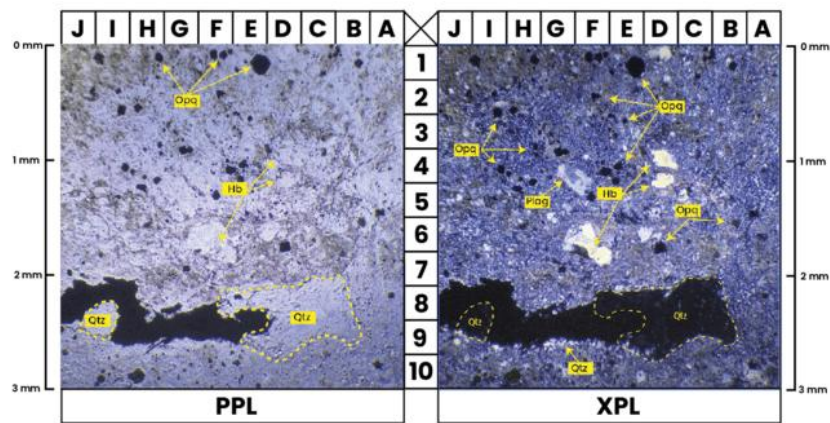 J I H G F E D C B A
J I H G F E D C B A
0 mm
1 mm
2 mm
3 mm
1
2
3
4
5
6
7
8
9
10
0 mm
1 mm
2 mm
3 mm
Opq
Hb
Qtz
Qtz
Opq
Opq
Plag
Hb
Opq
Qtz
Qtz
Qtz
PPL
XPL